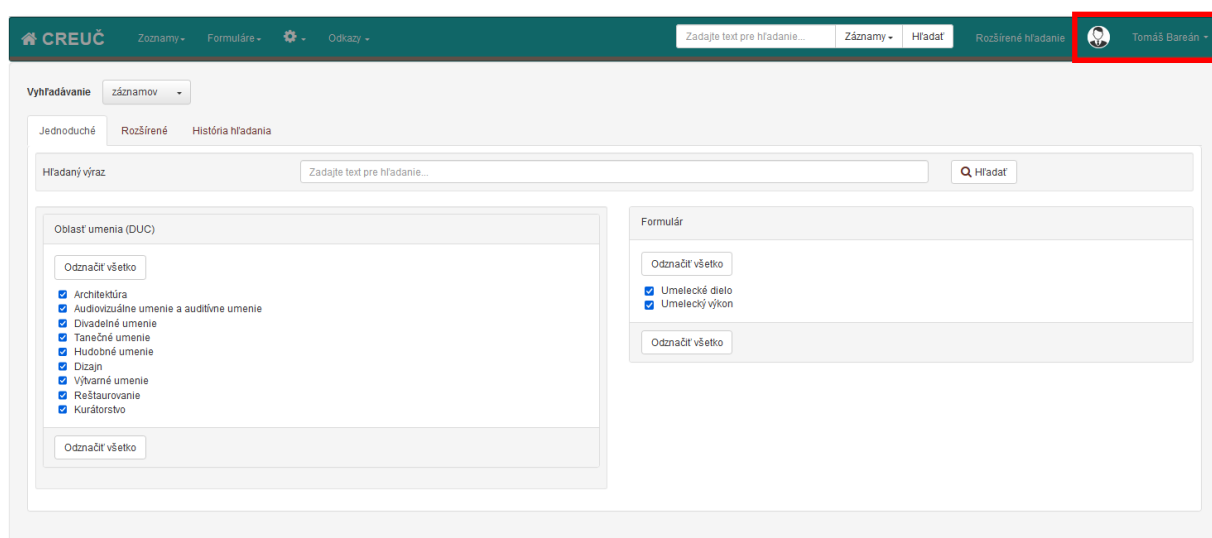 CREUČ Zoznamy Formuláre Odkazy Zadajte text pre hľadanie... Záznamy Hľadať Rozšírené hľadanie Tomáš Bareán
Vyhľadávanie záznamov
Jednoduché Rozšírené História hľadania
Hľadaný výraz Zadajte text pre hľadanie... Hľadať
Oblasť umenia (DUC)
Odznačiť všetko
Architektúra
Audiovizuálne umenie a auditívne umenie
Divadelné umenie
Tanečné umenie
Hudobné umenie
Dizajn
Výtvarné umenie
Reštaurovanie
Kurátorstvo
Odznačiť všetko
Formulár
Odznačiť všetko
Umelecké dielo
Umelecký výkon
Odznačiť všetko